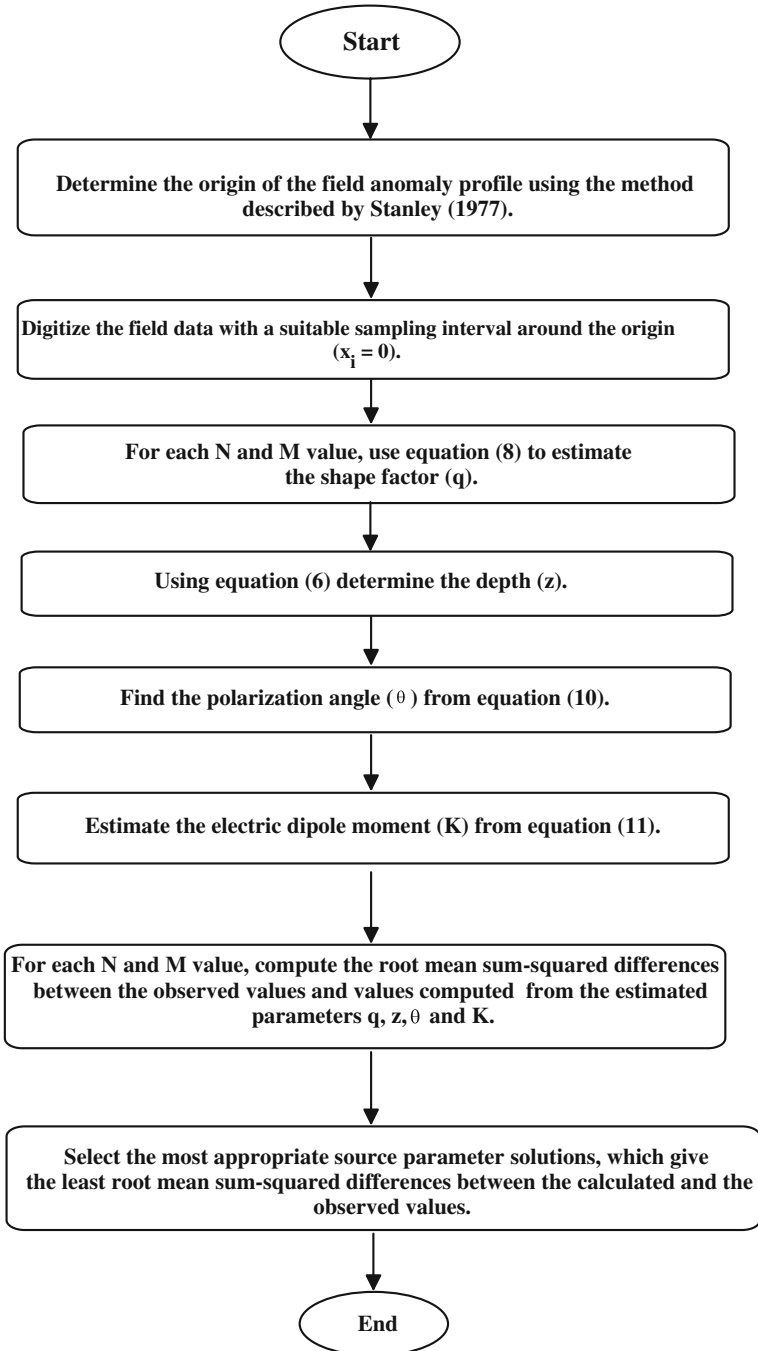 Start
Determine the origin of the field anomaly profile using the method
described by Stanley (1977).
Digitize the field data with a suitable sampling interval around the origin
(x_i = 0).
For each N and M value, use equation (8) to estimate
the shape factor (q).
Using equation (6) determine the depth (z).
Find the polarization angle (θ) from equation (10).
Estimate the electric dipole moment (K) from equation (11).
For each N and M value, compute the root mean sum-squared differences
between the observed values and values computed from the estimated
parameters q, z, θ and K.
Select the most appropriate source parameter solutions, which give
the least root mean sum-squared differences between the calculated and the
observed values.
End